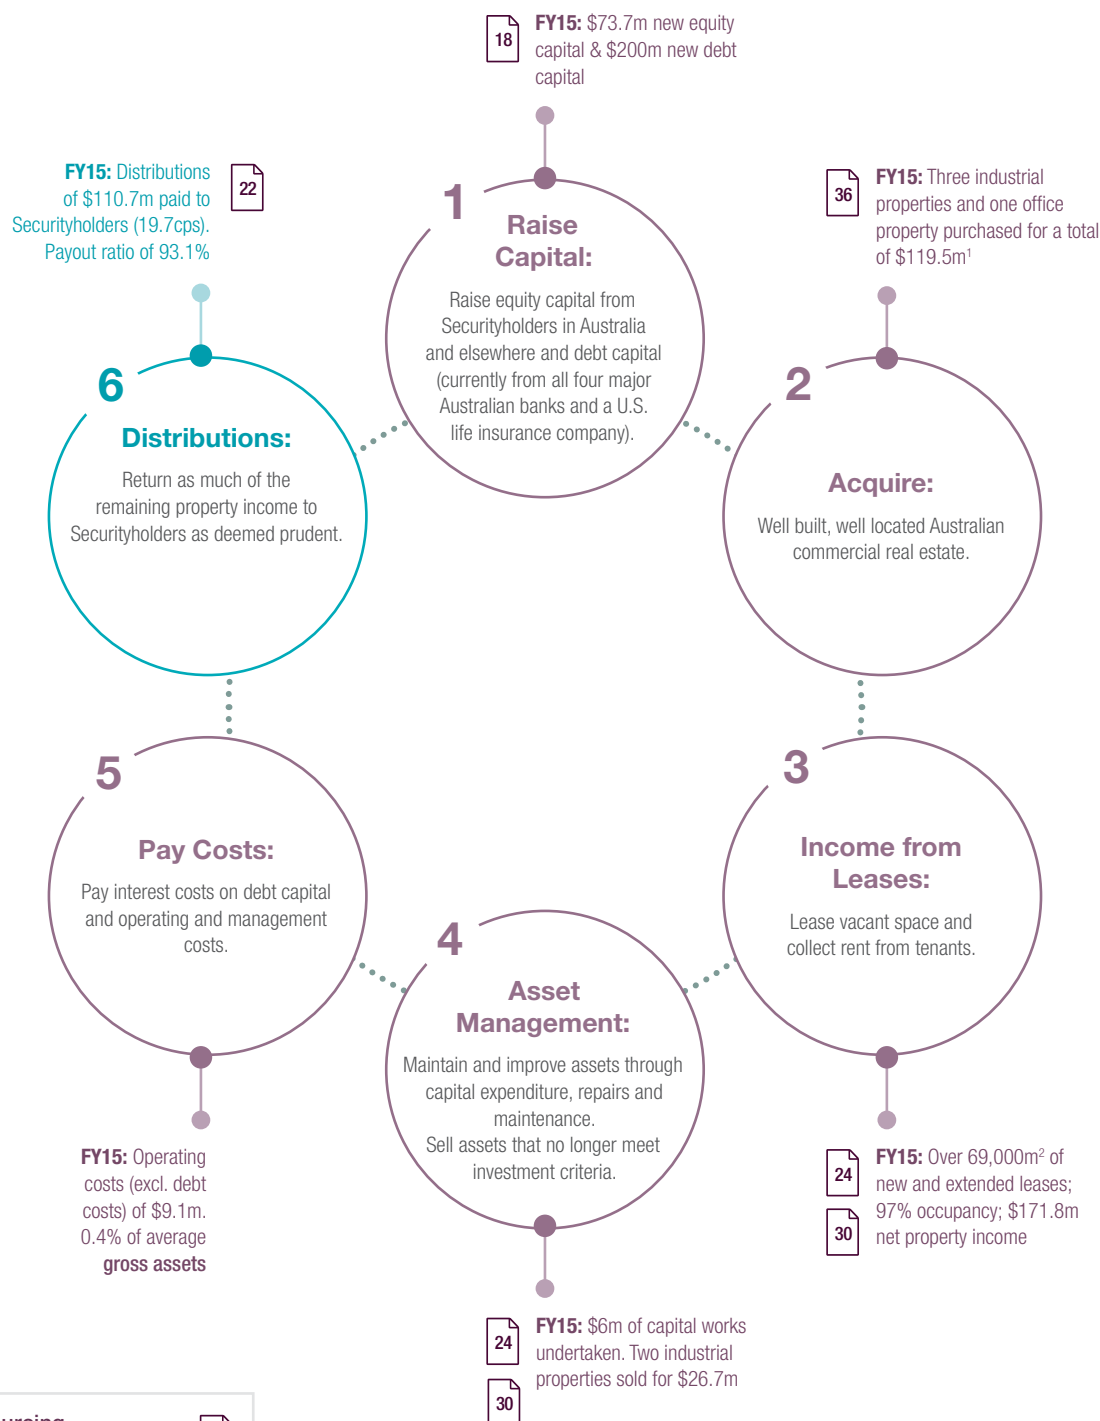 18
FY15: $73.7m new equity
capital & $200m new debt
capital
1
Raise
Capital:
Raise equity capital from
Securityholders in Australia
and elsewhere and debt capital
(currently from all four major
Australian banks and a U.S.
life insurance company).
36
FY15: Three industrial
properties and one office
property purchased for a total
of $119.5m¹
2
Acquire:
Well built, well located Australian
commercial real estate.
3
Income from
Leases:
Lease vacant space and
collect rent from tenants.
24
30
FY15: Over 69,000m² of
new and extended leases;
97% occupancy; $171.8m
net property income
4
Asset
Management:
Maintain and improve assets through
capital expenditure, repairs and
maintenance.
Sell assets that no longer meet
investment criteria.
24
30
FY15: $6m of capital works
undertaken. Two industrial
properties sold for $26.7m
5
Pay Costs:
Pay interest costs on debt capital
and operating and management
costs.
FY15: Operating
costs (excl. debt
costs) of $9.1m.
0.4% of average
gross assets
6
Distributions:
Return as much of the
remaining property income to
Securityholders as deemed prudent.
FY15: Distributions
of $110.7m paid to
Securityholders (19.7cps).
Payout ratio of 93.1%
22